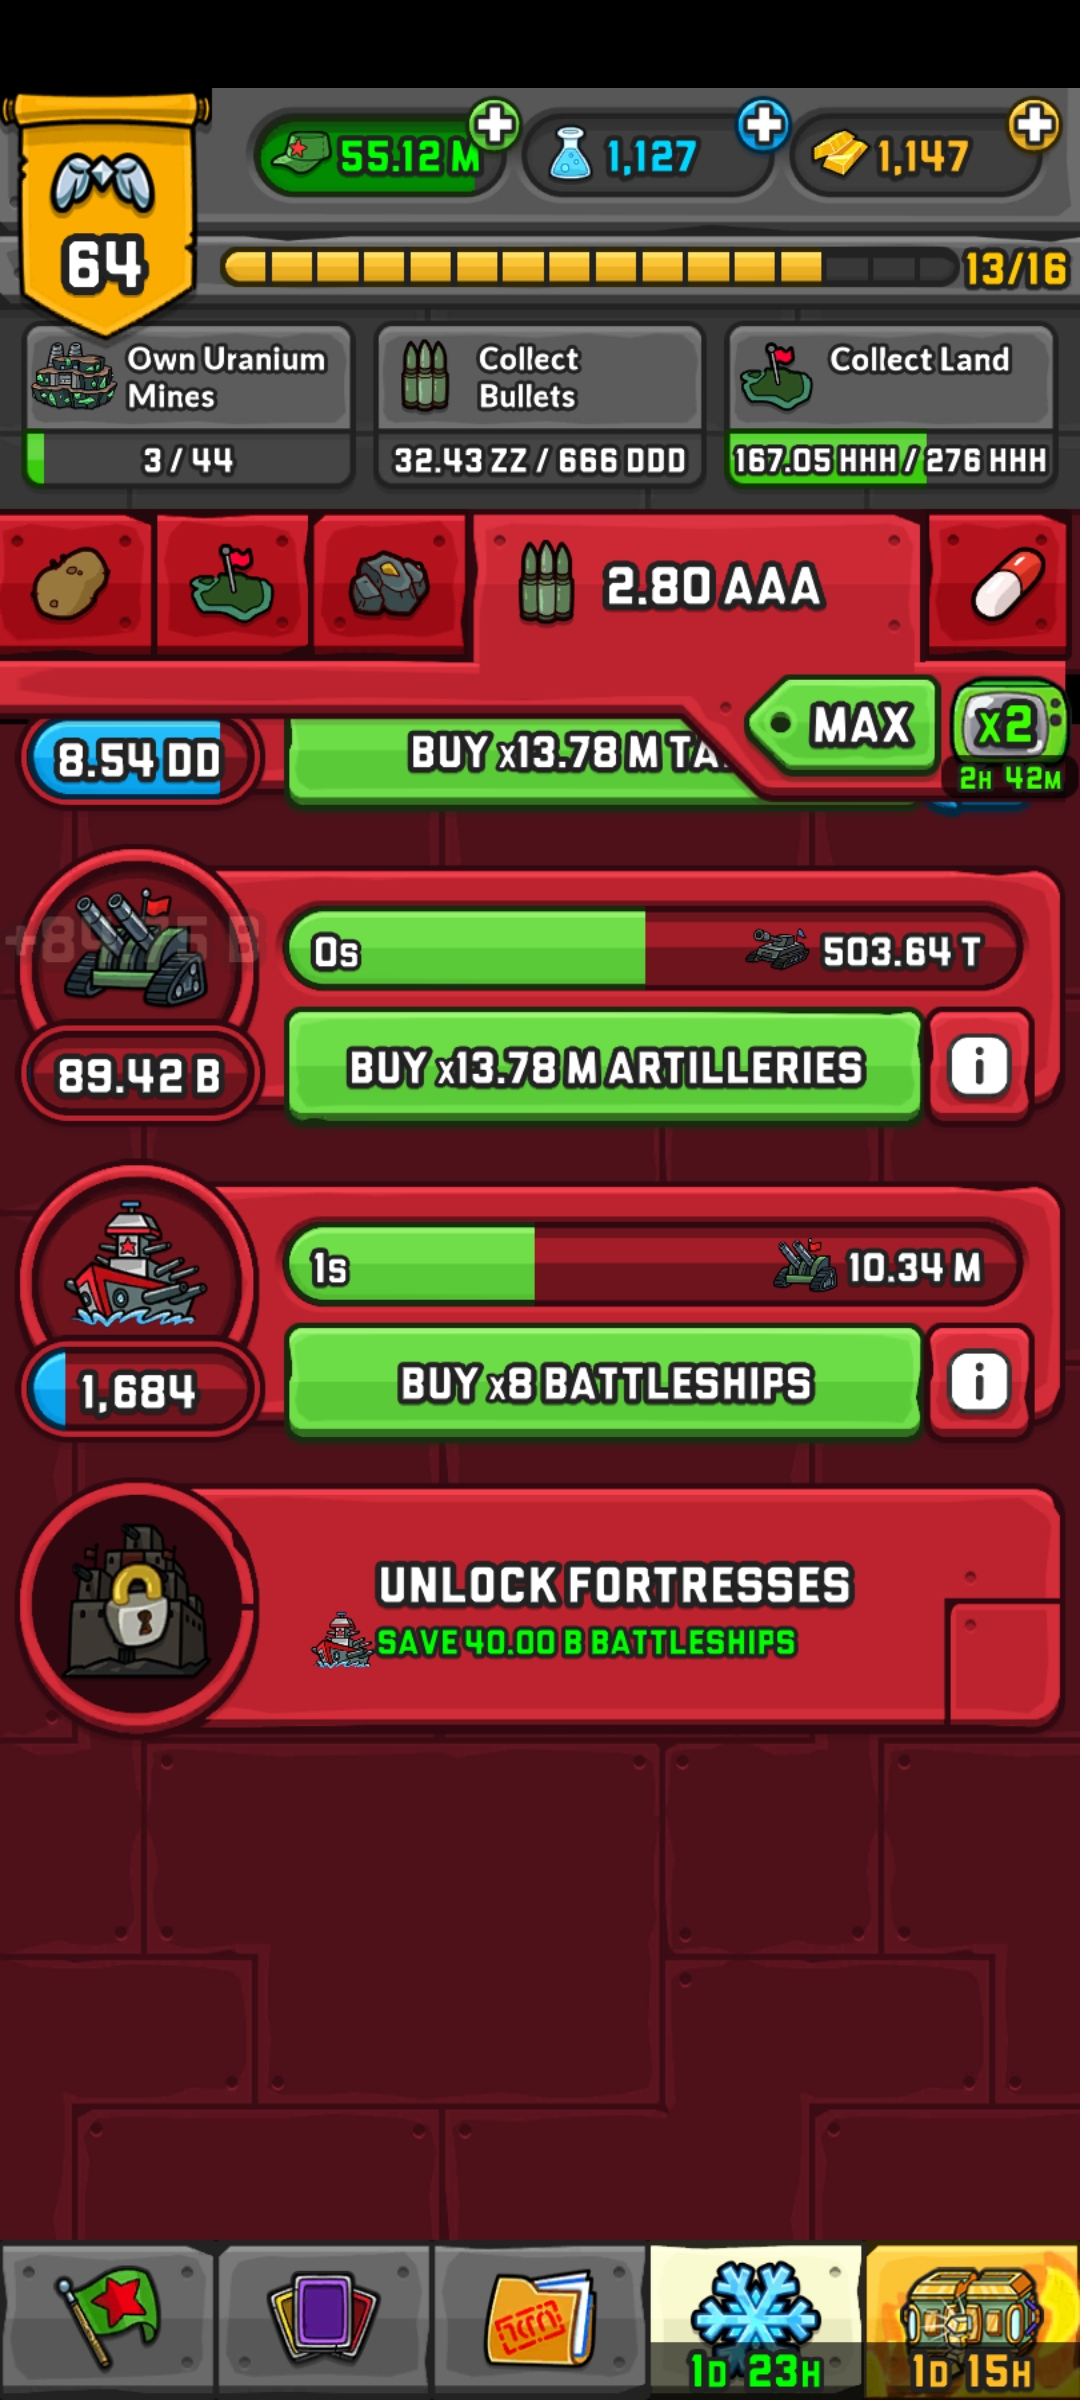 55.12 M
1,127
1,147
64
13/16
Own Uranium
Mines
3 / 44
Collect
Bullets
32.43 ZZ / 666 DDD
Collect Land
167.05 HHH / 276 HHH
2.80 AAA
MAX
x2
2H 42M
8.54 DD
BUY x13.78 M TA
0s
503.64 T
89.42 B
BUY x13.78 M ARTILLERIES
i
1s
10.34 M
1,684
BUY x8 BATTLESHIPS
i
UNLOCK FORTRESSES
SAVE 40.00 B BATTLESHIPS
1D 23H
1D 15H